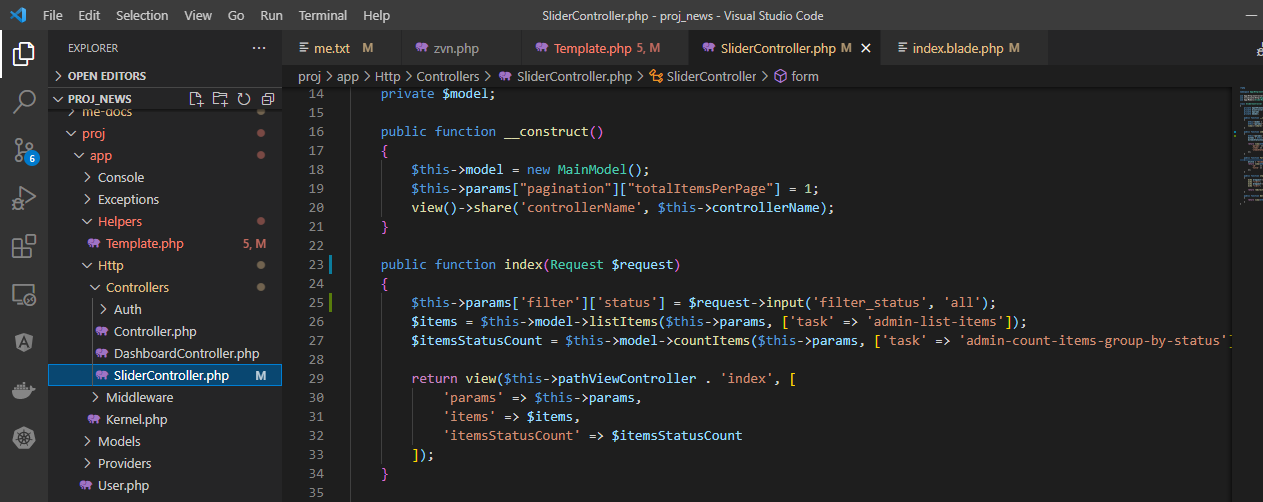 File Edit Selection View Go Run Terminal Help SliderController.php - proj_news - Visual Studio Code
EXPLORER ...
me.txt M zvn.php Template.php 5, M SliderController.php M index.blade.php M
OPEN EDITORS
proj > app > Http > Controllers > SliderController.php > SliderController > form
PROJ_NEWS
me-docs
proj
app
Console
Exceptions
Helpers
Template.php 5, M
Http
Controllers
Auth
Controller.php
DashboardController.php
SliderController.php M
Middleware
Kernel.php
Models
Providers
User.php
6
14 private $model;
15
16 public function __construct()
17 {
18 $this->model = new MainModel();
19 $this->params["pagination"]["totalItemsPerPage"] = 1;
20 view()->share('controllerName', $this->controllerName);
21 }
22
23 public function index(Request $request)
24 {
25 $this->params['filter']['status'] = $request->input('filter_status', 'all');
26 $items = $this->model->listItems($this->params, ['task' => 'admin-list-items']);
27 $itemsStatusCount = $this->model->countItems($this->params, ['task' => 'admin-count-items-group-by-status']
28
29 return view($this->pathViewController . 'index', [
30 'params' => $this->params,
31 'items' => $items,
32 'itemsStatusCount' => $itemsStatusCount
33 ]);
34 }
35